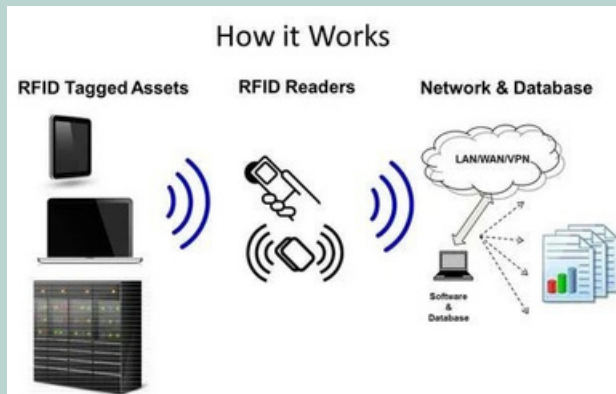 How it Works
RFID Tagged Assets
RFID Readers
Network & Database
LAN/WAN/VPN
Software
&
Database